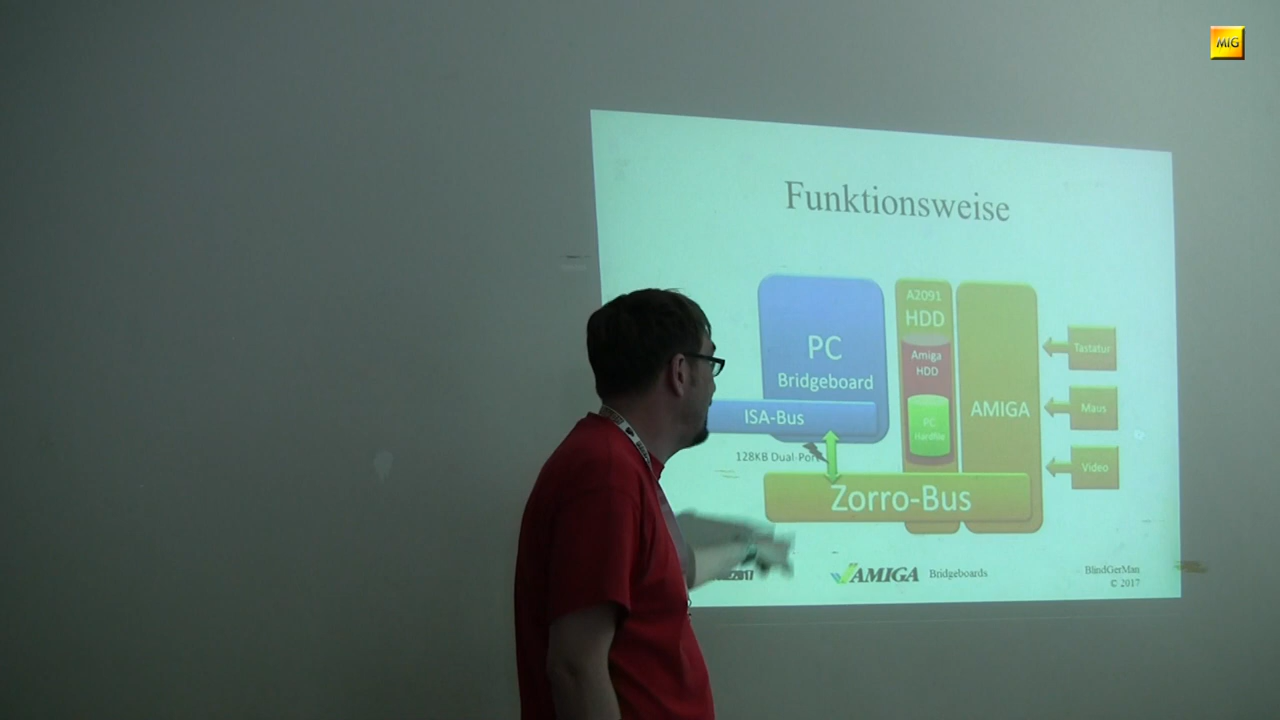 MIG
Funktionsweise
A2091
HDD
PC
Bridgeboard
Amiga
HDD
PC
Hardfile
AMIGA
Tastatur
Maus
Video
ISA-Bus
128KB Dual-Port
Zorro-Bus
2017
AMIGA
Bridgeboards
BlindGerMan
© 2017